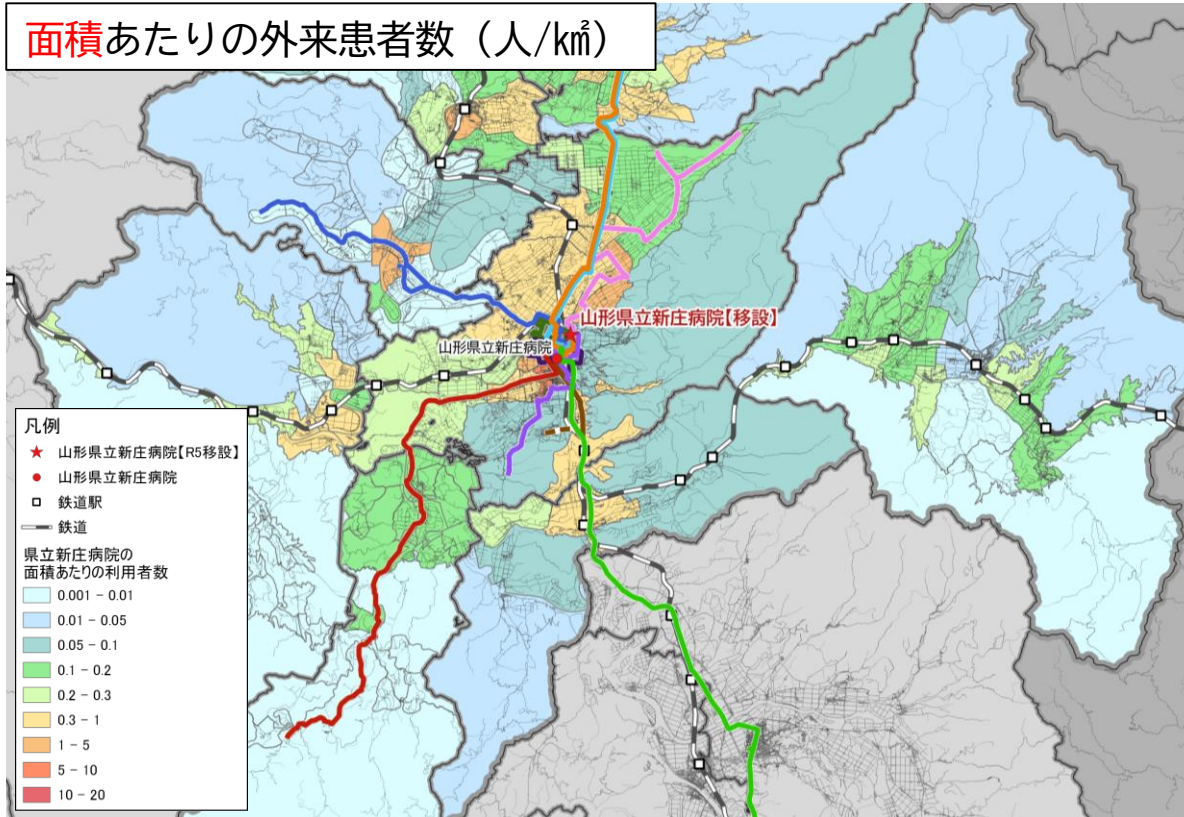 面積あたりの外来患者数（人/㎢）
山形県立新庄病院【移設】
山形県立新庄病院
凡例
山形県立新庄病院【R5移設】
山形県立新庄病院
鉄道駅
鉄道
県立新庄病院の
面積あたりの利用者数
0.001 - 0.01
0.01 - 0.05
0.05 - 0.1
0.1 - 0.2
0.2 - 0.3
0.3 - 1
1 - 5
5 - 10
10 - 20